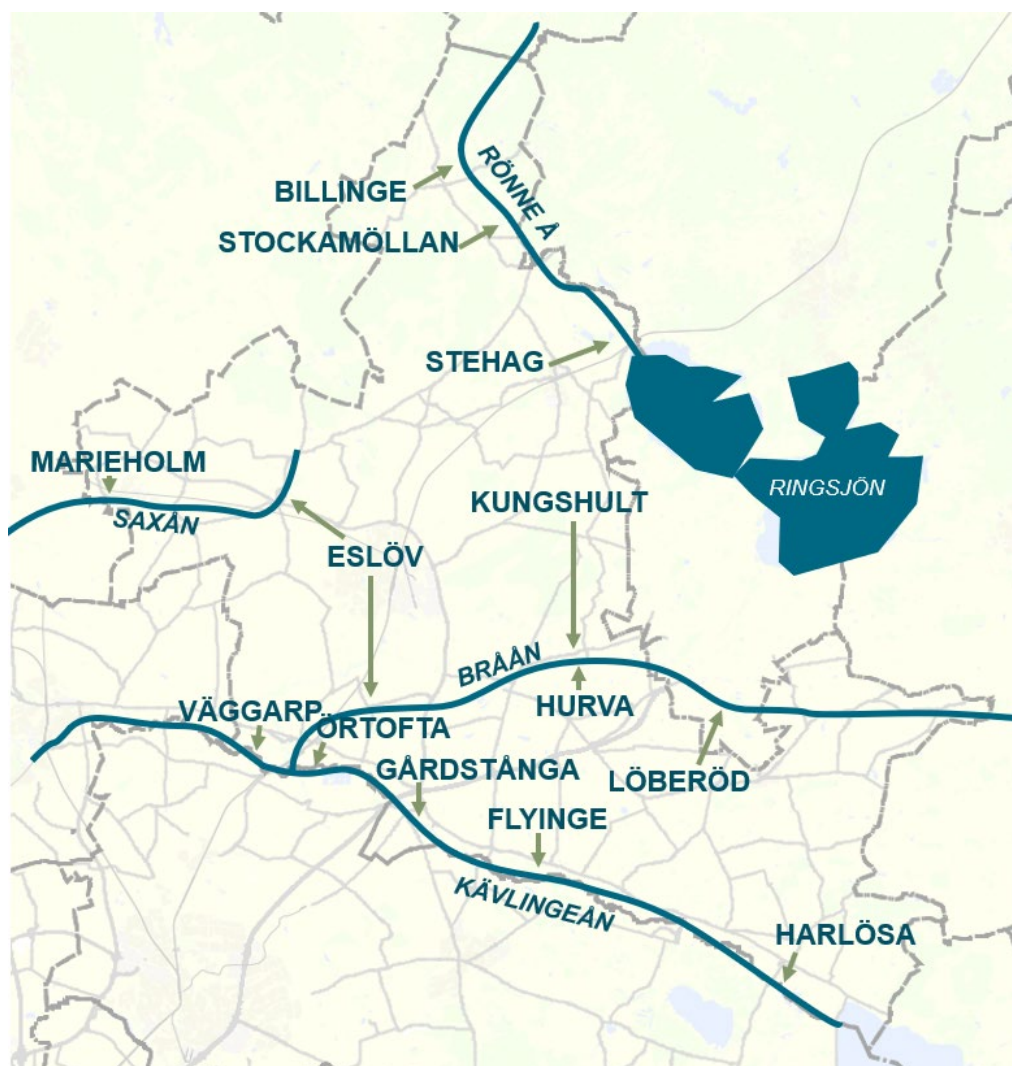 RÖNNE Å
BILLINGE
STOCKAMÖLLAN
STEHAG
MARIEHOLM
KUNGSHULT
RINGSJÖN
SAXÅN
ESLÖV
BRÅÅN
VÄGGARP
HURVA
ÖRTOFTA
GÅRDSTÅNGA
LÖBERÖD
FLYINGE
KÄVLINGEÅN
HARLÖSA